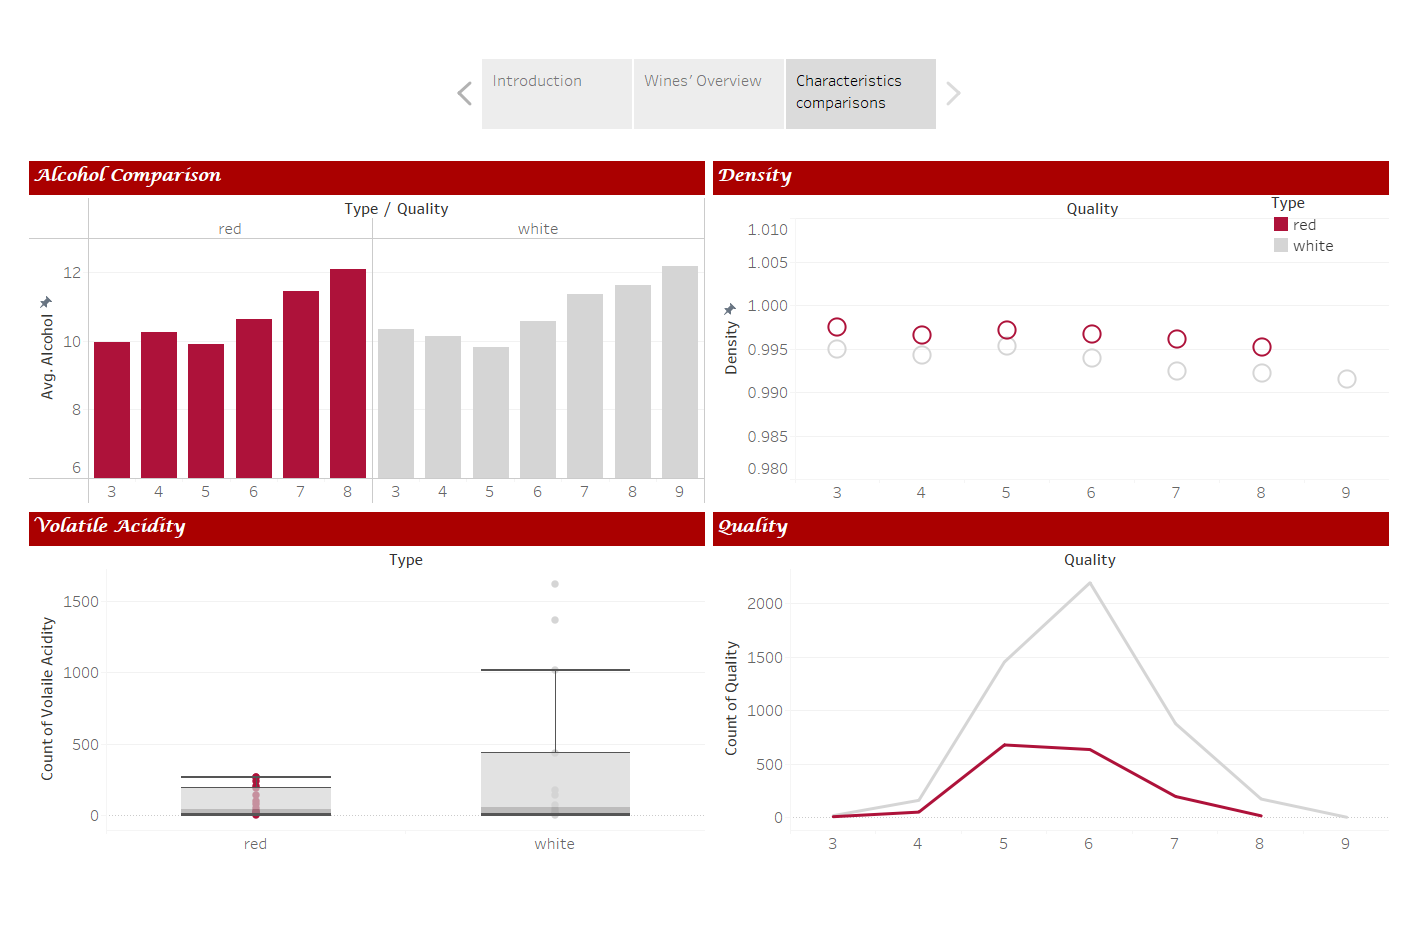 Introduction
Wines' Overview
Characteristics
comparisons
Alcohol Comparison
Type / Quality
red
white
Avg. Alcohol
12
10
8
6
3 4 5 6 7 8 3 4 5 6 7 8 9
Density
Quality
Type
red
white
Density
1.010
1.005
1.000
0.995
0.990
0.985
0.980
3 4 5 6 7 8 9
Volatile Acidity
Type
Count of Volaile Acidity
1500
1000
500
0
red white
Quality
Quality
Count of Quality
2000
1500
1000
500
0
3 4 5 6 7 8 9